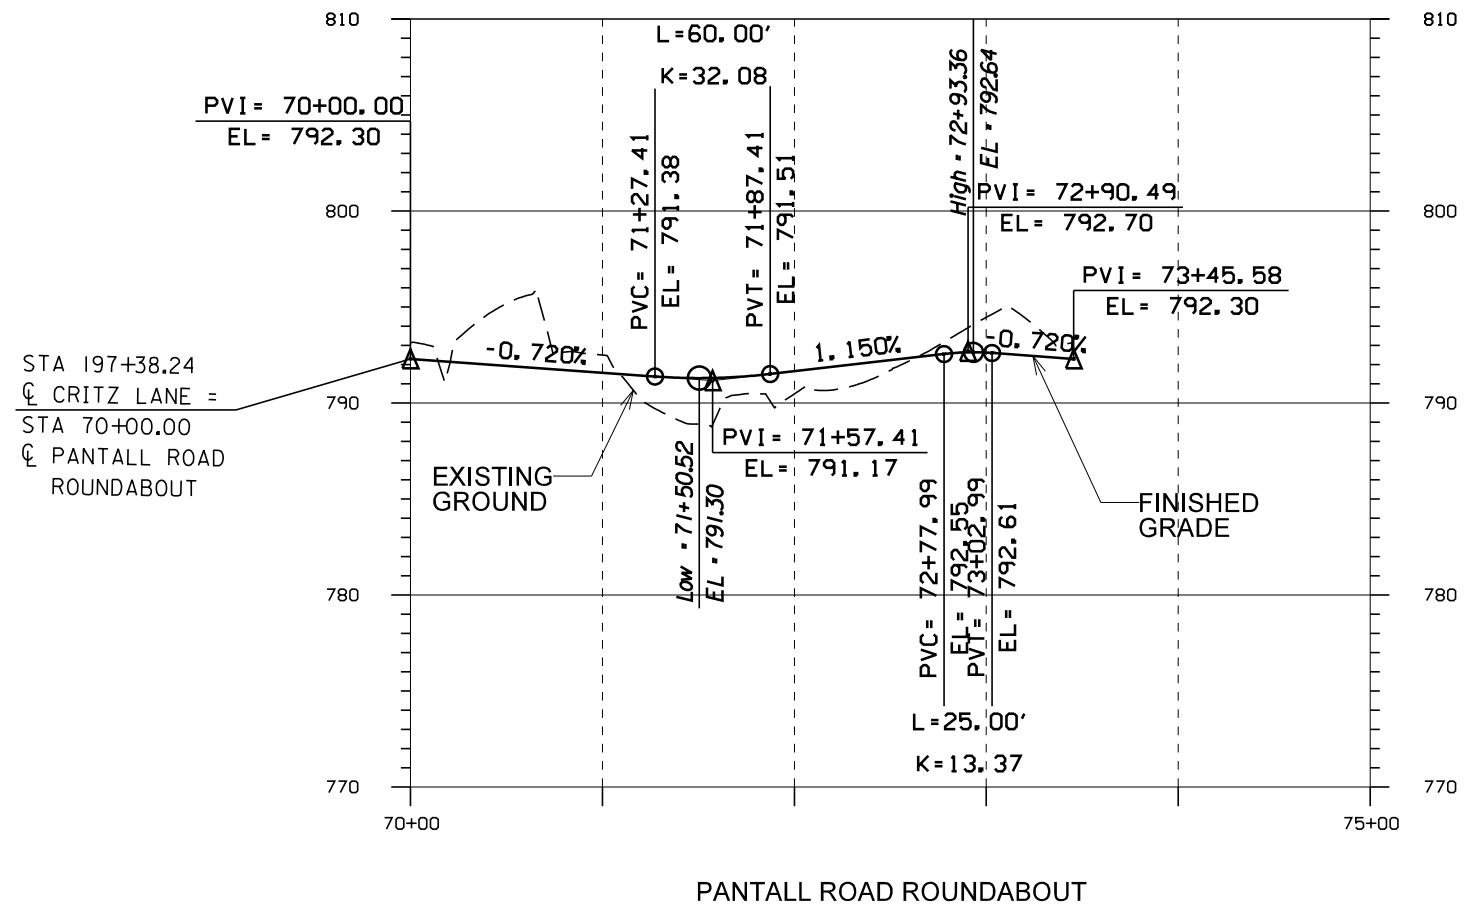 810
810
L=60.00'
K=32.08
PVI= 70+00.00
EL= 792.30
PVC= 71+27.41
EL= 791.38
PVT= 71+87.41
EL= 791.51
High = 72+93.36
EL = 792.64
PVI= 72+90.49
EL= 792.70
800
800
PVI= 73+45.58
EL= 792.30
-0.720%
1.150%
-0.720%
STA 197+38.24
℄ CRITZ LANE =
STA 70+00.00
℄ PANTALL ROAD
ROUNDABOUT
790
790
PVI= 71+57.41
EL= 791.17
EXISTING
GROUND
FINISHED
GRADE
Low = 71+50.52
EL = 791.30
PVC= 72+77.99
EL= 792.55
PVT= 73+02.99
EL= 792.61
780
780
L=25.00'
K=13.37
770
770
70+00
75+00
PANTALL ROAD ROUNDABOUT